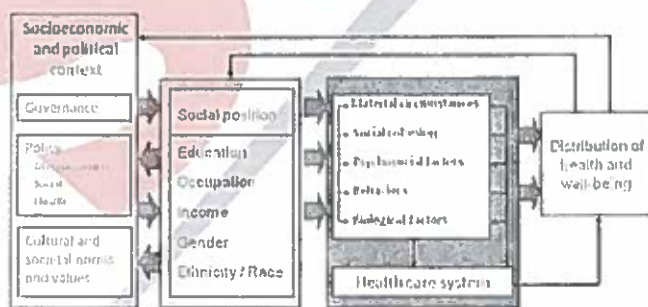 Socioeconomic
and political
context
Governance
Policy
Social
Health
Cultural and
societal norms
and values
Social position
Education
Occupation
Income
Gender
Ethnicity / Race
Material circumstances
Social cohesion
Psychosocial factors
Behaviors
Biological factors
Healthcare system
Distribution of
health and
well-being